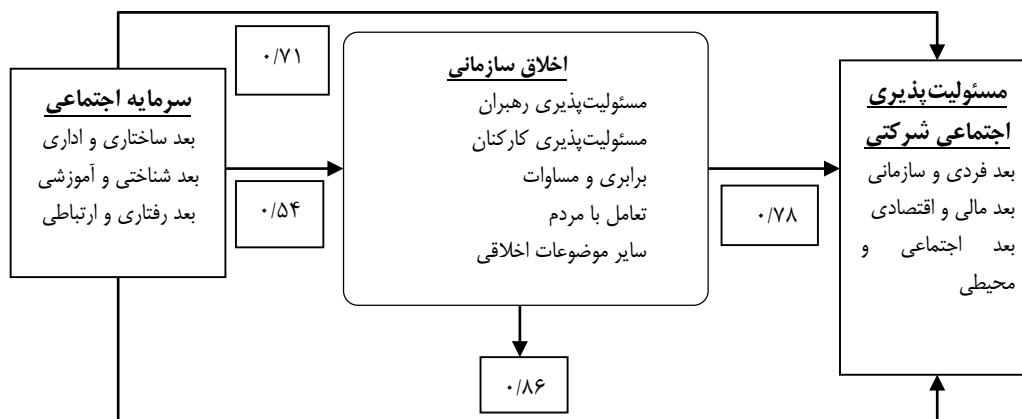 مسئولیت‌پذیری
اجتماعی شرکتی
بعد فردی و سازمانی
بعد مالی و اقتصادی
بعد اجتماعی و
محیطی
۰/۷۸
اخلاق سازمانی
مسئولیت‌پذیری رهبران
مسئولیت‌پذیری کارکنان
برابری و مساوات
تعامل با مردم
سایر موضوعات اخلاقی
۰/۸۶
۰/۷۱
۰/۵۴
سرمایه اجتماعی
بعد ساختاری و اداری
بعد شناختی و آموزشی
بعد رفتاری و ارتباطی